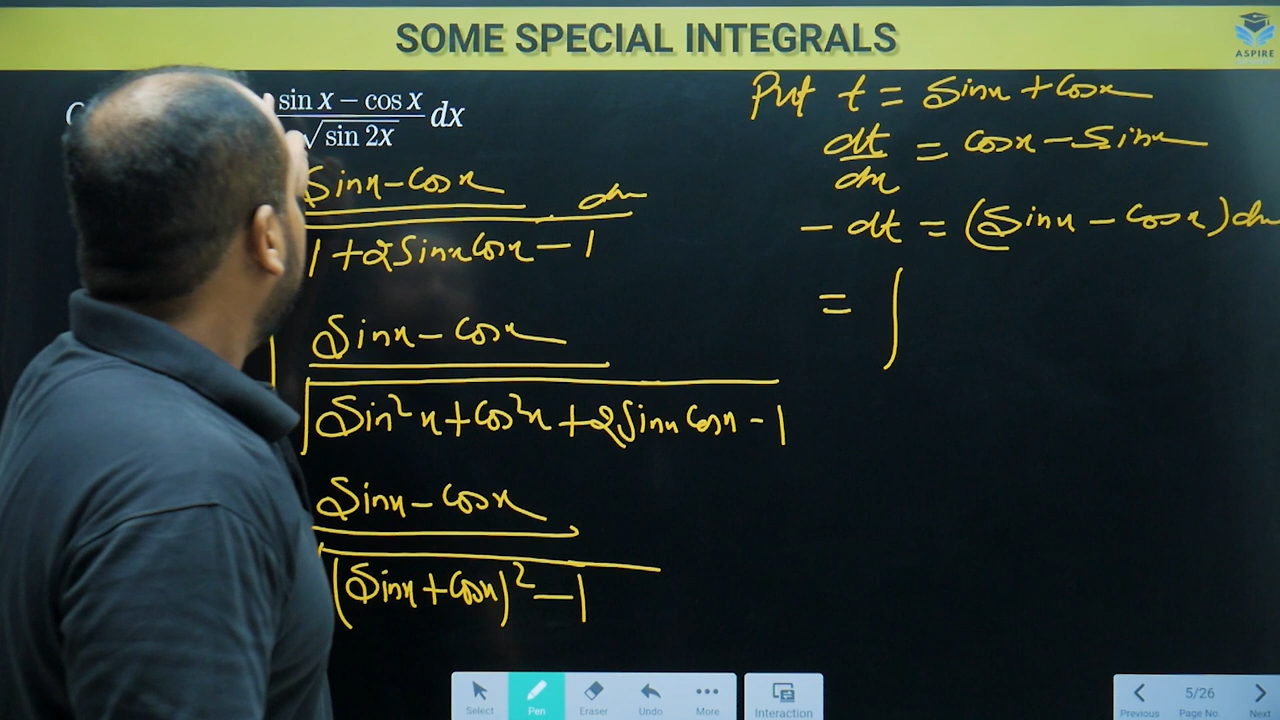 SOME SPECIAL INTEGRALS
ASPIRE
sin x − cos x
√sin 2x dx
Sinx − Cosx dx
1 + 2 Sinx Cosx − 1
Sinx − Cosx
√Sin²x + Cos²x + 2 Sinx Cosx − 1
Sinx − Cosx
√(Sinx + Cosx)² − 1
Put t = Sinx + Cosx
dt/dx = Cosx − Sinx
− dt = (Sinx − Cosx) dx
= ∫
Select Pen Eraser Undo More
Interaction
Previous 5/26 Page No. Next